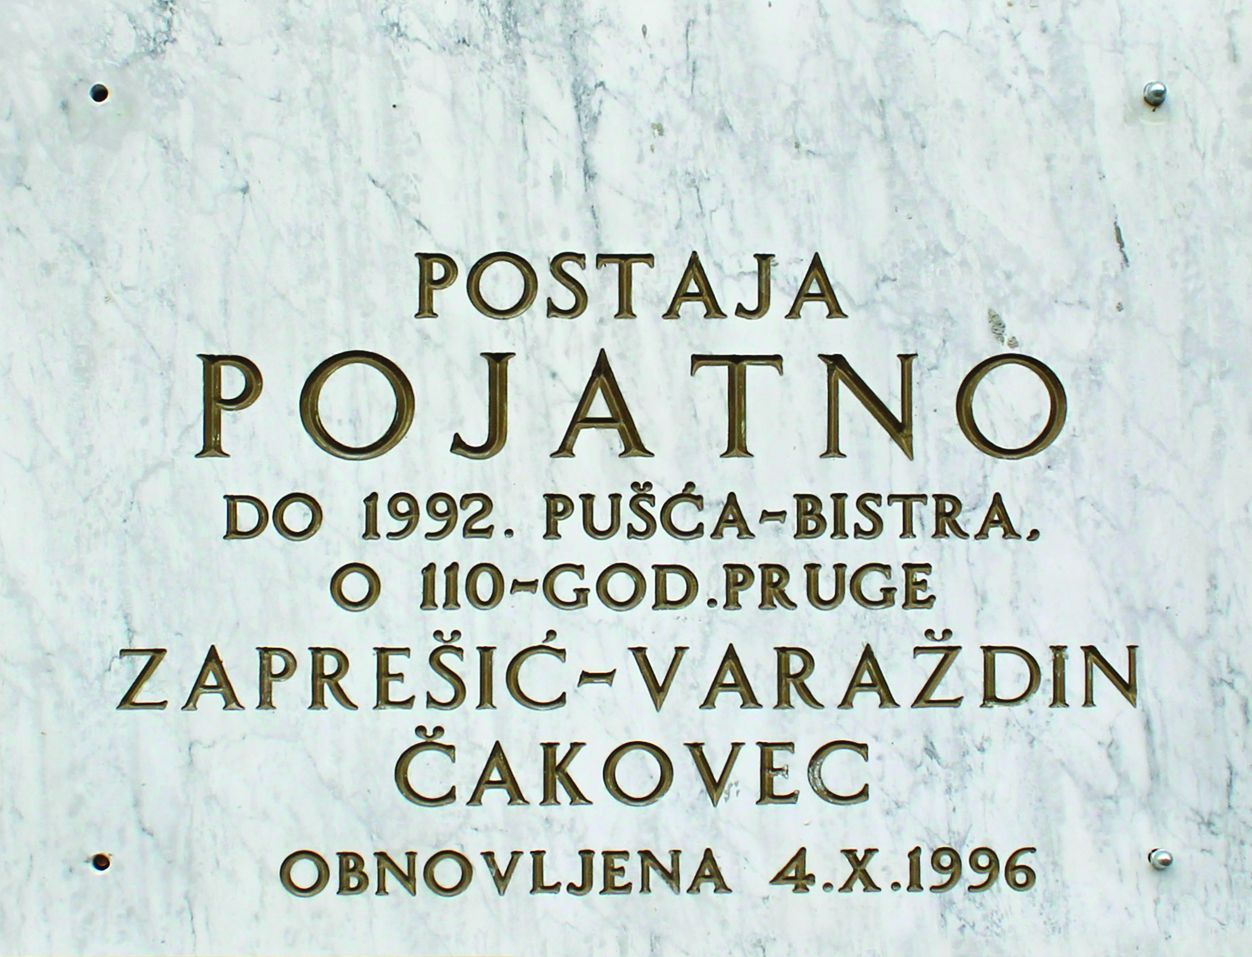 POSTAJA
POJATNO
DO 1992. PUŠĆA-BISTRA,
O 110-GOD.PRUGE
ZAPREŠIĆ-VARAŽDIN
ČAKOVEC
OBNOVLJENA 4.X.1996